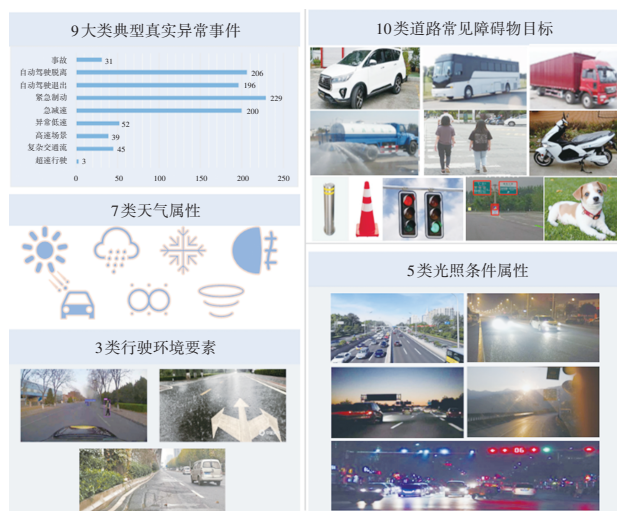 9大类典型真实异常事件
事故 31
自动驾驶脱离 206
自动驾驶退出 196
紧急制动 229
急减速 200
异常低速 52
高速场景 39
复杂交通流 45
超速行驶 3
0 50 100 150 200 250
7类天气属性
3类行驶环境要素
10类道路常见障碍物目标
5类光照条件属性
06